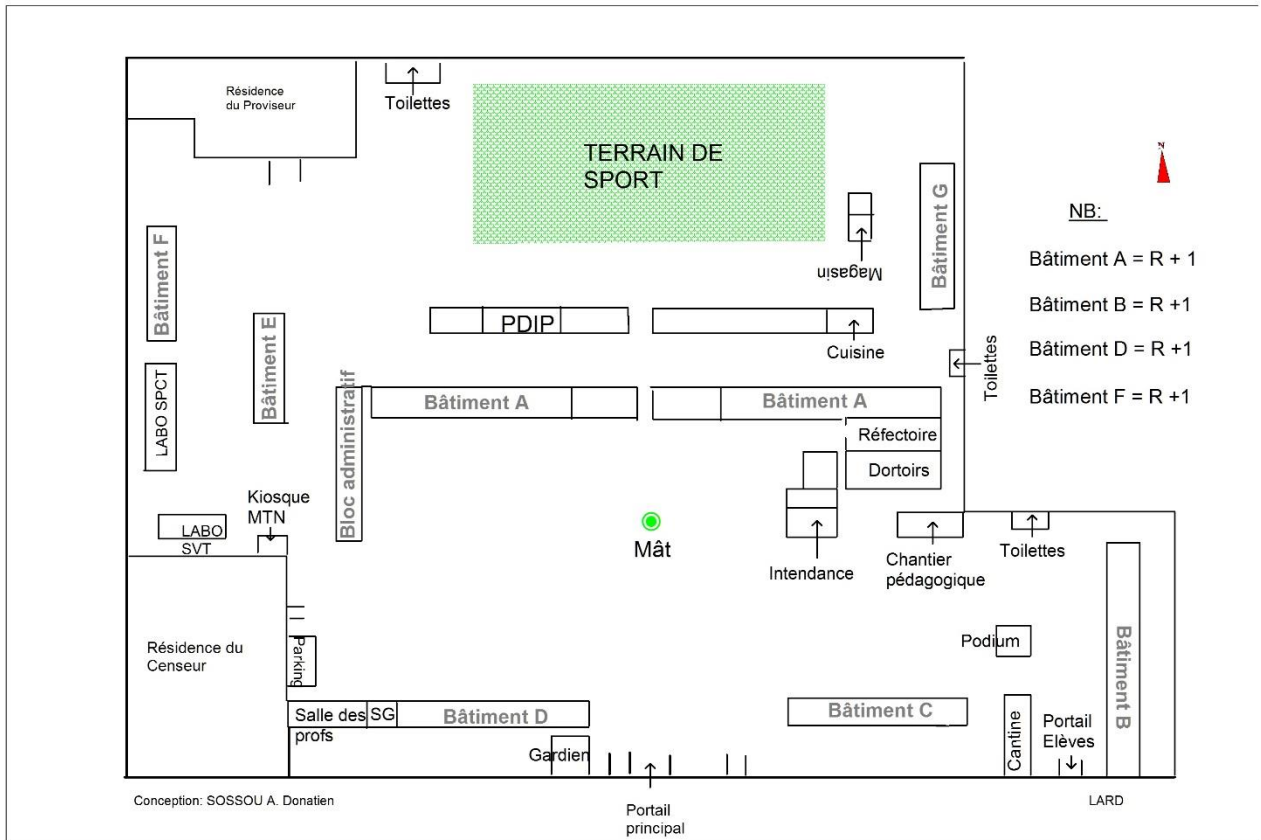 Résidence
du Proviseur
Toilettes
TERRAIN DE
SPORT
N
NB:
Bâtiment A = R + 1
Bâtiment B = R +1
Bâtiment D = R +1
Bâtiment F = R +1
Bâtiment G
Magasin
Bâtiment F
Bâtiment E
PDIP
Cuisine
Toilettes
LABO SPCT
Bloc administratif
Bâtiment A
Bâtiment A
Réfectoire
Dortoirs
Kiosque
MTN
LABO
SVT
Mât
Intendance
Chantier
pédagogique
Toilettes
Résidence du
Censeur
Parking
Podium
Bâtiment B
Salle des
profs
SG
Bâtiment D
Bâtiment C
Gardien
Cantine
Portail
Elèves
Portail
principal
Conception: SOSSOU A. Donatien
LARD